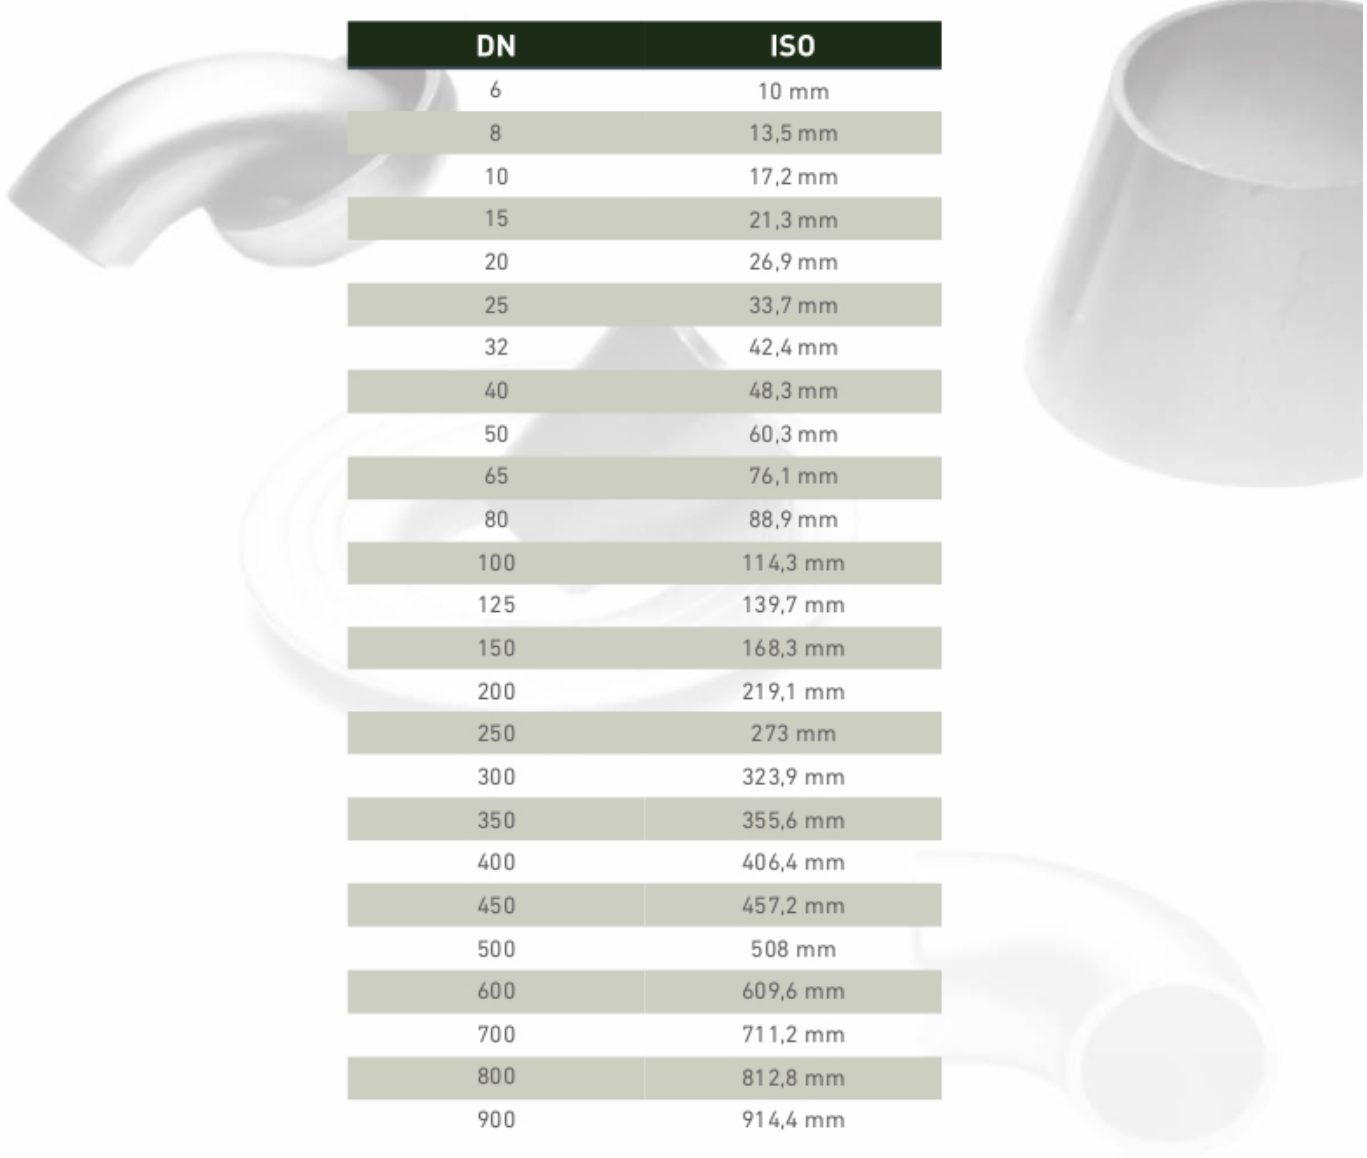 DN ISO
6 10 mm
8 13,5 mm
10 17,2 mm
15 21,3 mm
20 26,9 mm
25 33,7 mm
32 42,4 mm
40 48,3 mm
50 60,3 mm
65 76,1 mm
80 88,9 mm
100 114,3 mm
125 139,7 mm
150 168,3 mm
200 219,1 mm
250 273 mm
300 323,9 mm
350 355,6 mm
400 406,4 mm
450 457,2 mm
500 508 mm
600 609,6 mm
700 711,2 mm
800 812,8 mm
900 914,4 mm